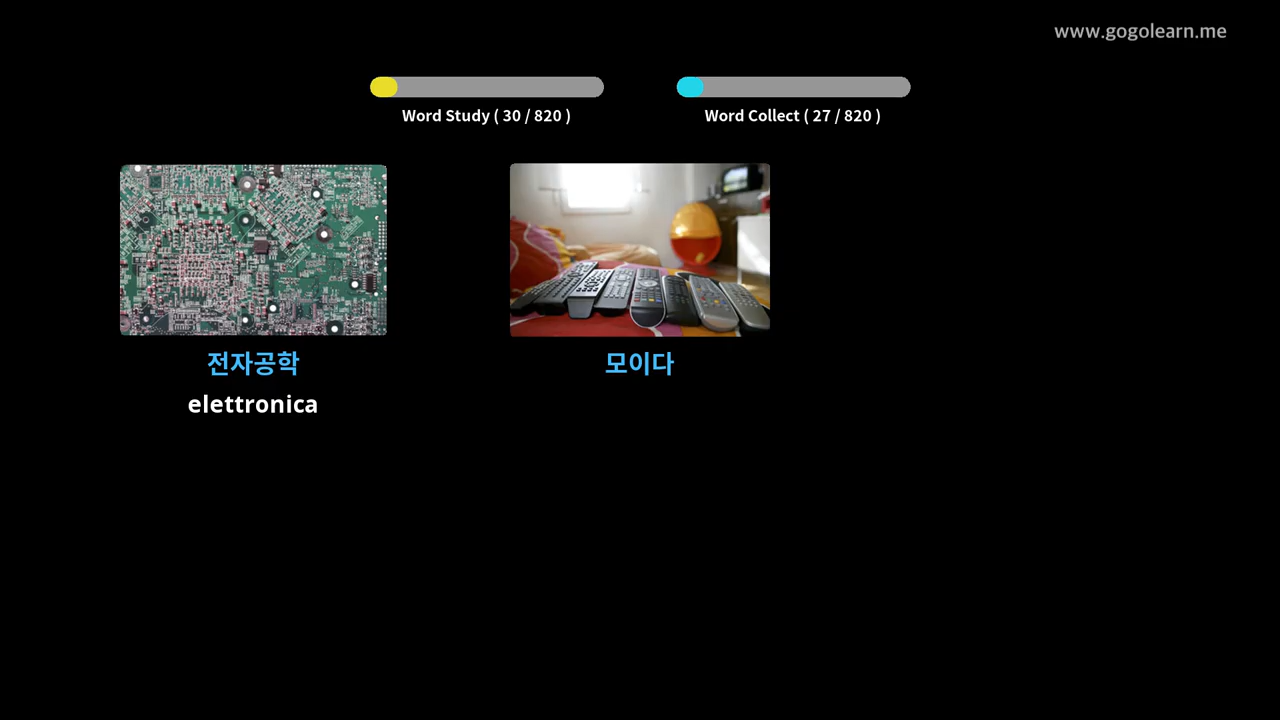 www.gogolearn.me
Word Study ( 30 / 820 )
Word Collect ( 27 / 820 )
전자공학
모이다
elettronica